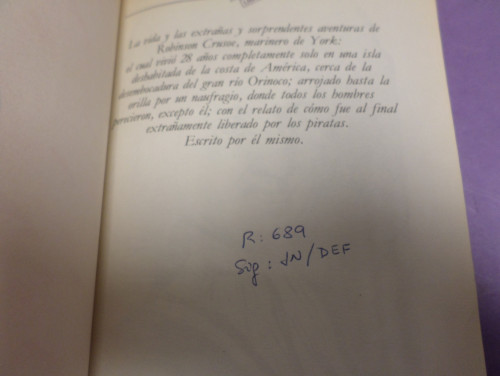 La vida y las extrañas y sorprendentes aventuras de
Robinson Crusoe, marinero de York:
el cual vivió 28 años completamente solo en una isla
deshabitada de la costa de América, cerca de la
desembocadura del gran río Orinoco; arrojado hasta la
orilla por un naufragio, donde todos los hombres
perecieron, excepto él; con el relato de cómo fue al final
extrañamente liberado por los piratas.
Escrito por él mismo.
R: 689
Sig: JN/DEF